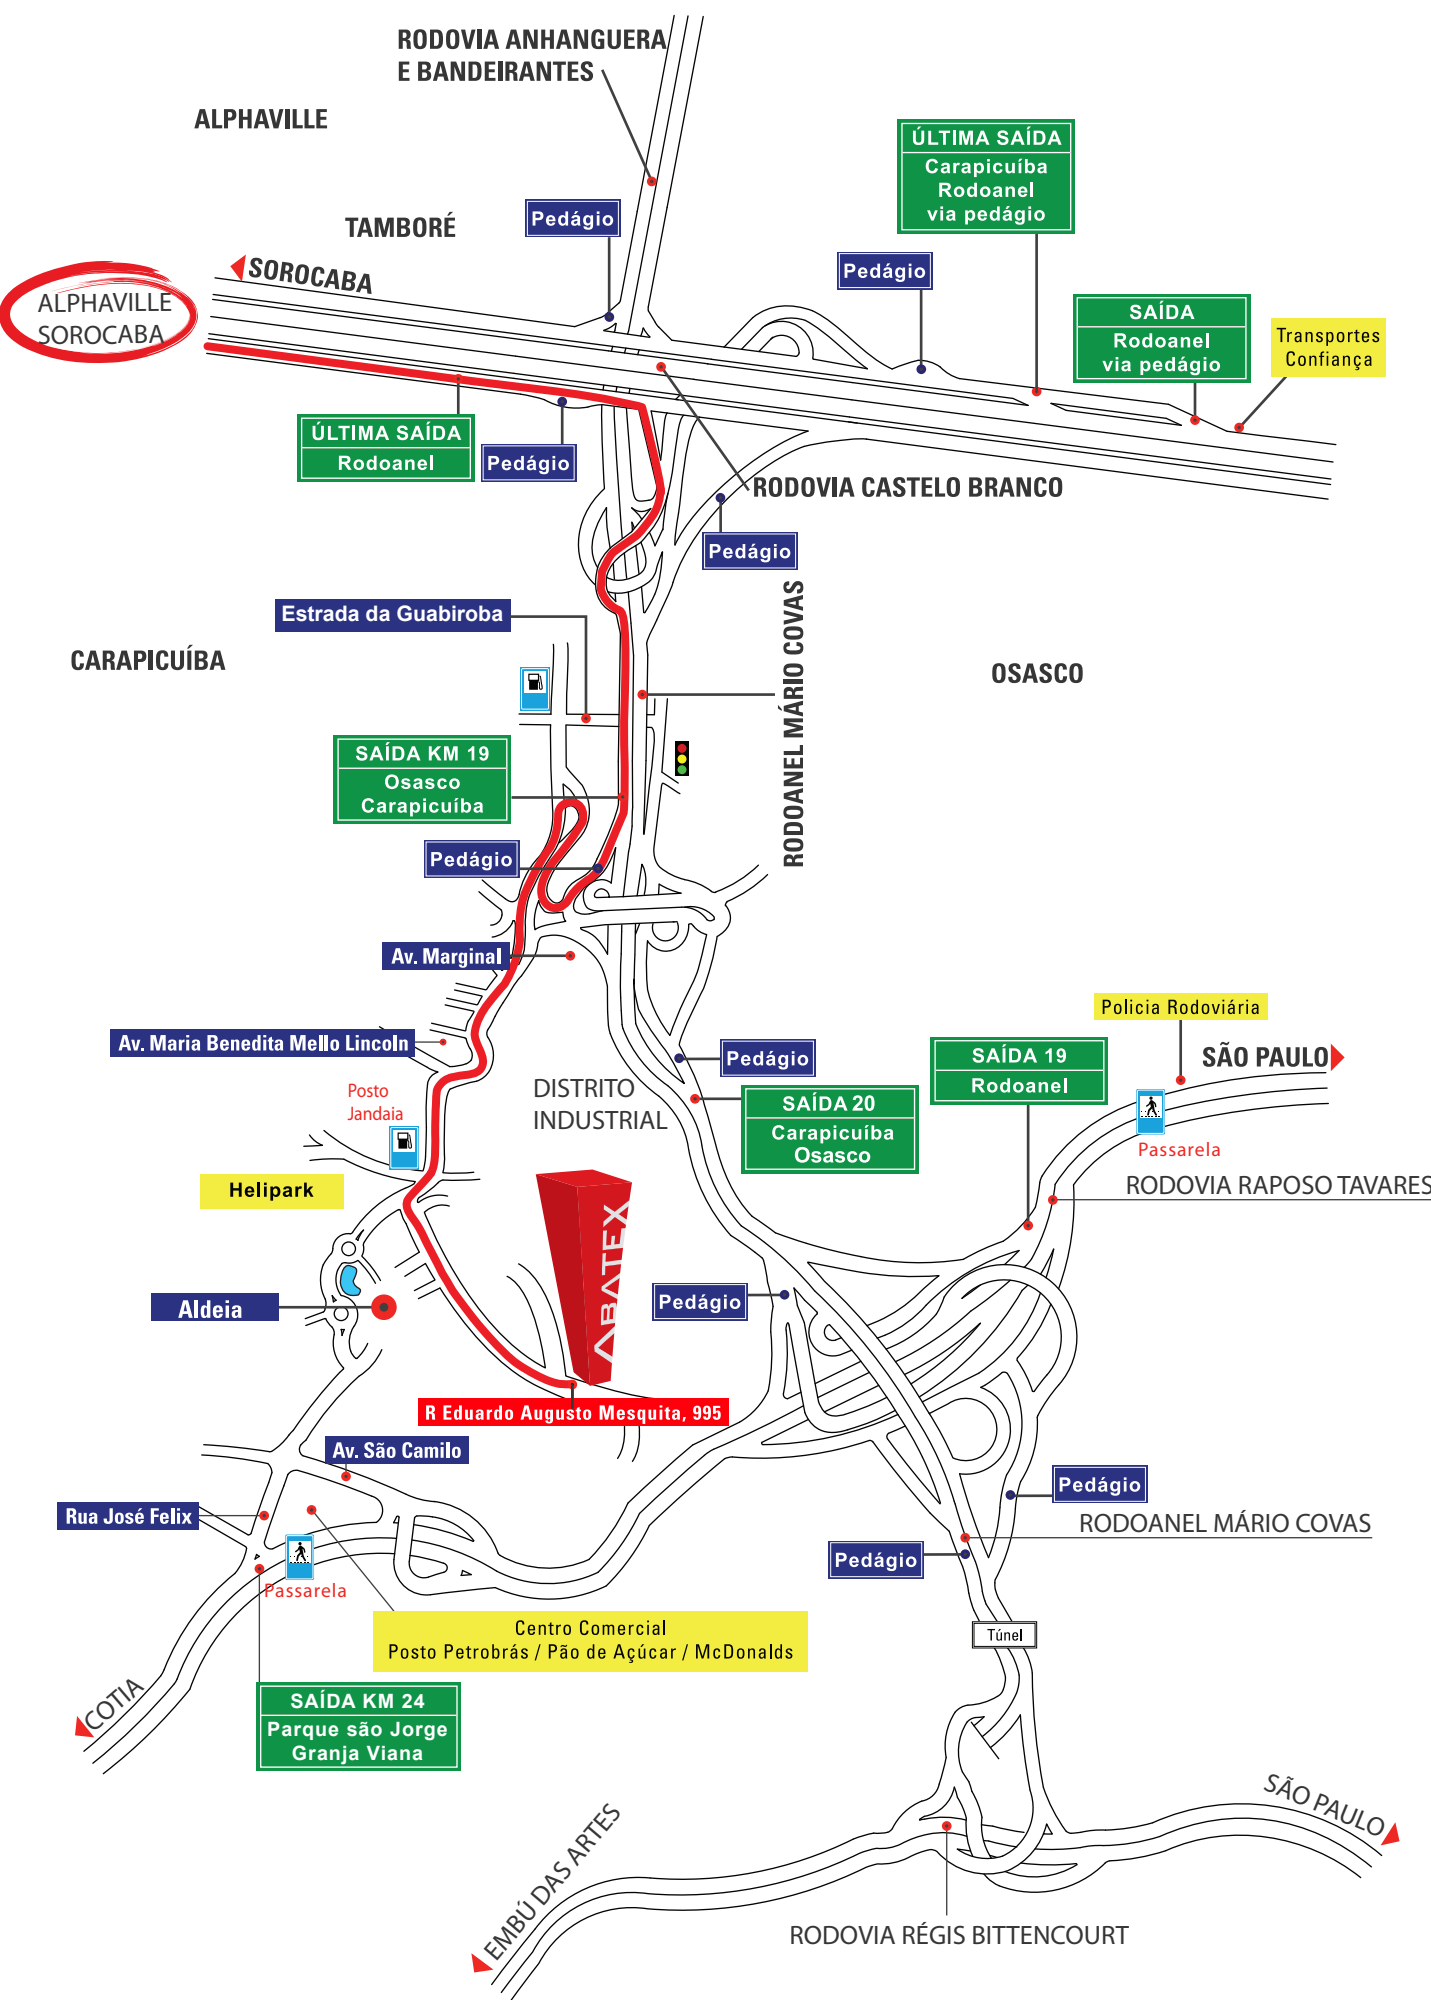 RODOVIA ANHANGUERA
E BANDEIRANTES
ALPHAVILLE
ÚLTIMA SAÍDA
Carapicuíba
Rodoanel
via pedágio
TAMBORÉ
Pedágio
SOROCABA
Pedágio
ALPHAVILLE
SOROCABA
SAÍDA
Rodoanel
via pedágio
Transportes
Confiança
ÚLTIMA SAÍDA
Rodoanel
Pedágio
RODOVIA CASTELO BRANCO
Pedágio
Estrada da Guabiroba
RODOANEL MÁRIO COVAS
CARAPICUÍBA
OSASCO
SAÍDA KM 19
Osasco
Carapicuíba
Pedágio
Av. Marginal
Policia Rodoviária
Av. Maria Benedita Mello Lincoln
Pedágio
SAÍDA 19
Rodoanel
SÃO PAULO
Posto
Jandaia
DISTRITO
INDUSTRIAL
SAÍDA 20
Carapicuíba
Osasco
Passarela
Helipark
RODOVIA RAPOSO TAVARES
ABATEX
Aldeia
Pedágio
R Eduardo Augusto Mesquita, 995
Av. São Camilo
Pedágio
Rua José Felix
RODOANEL MÁRIO COVAS
Pedágio
Passarela
Centro Comercial
Posto Petrobrás / Pão de Açúcar / McDonalds
Túnel
COTIA
SAÍDA KM 24
Parque são Jorge
Granja Viana
SÃO PAULO
EMBÚ DAS ARTES
RODOVIA RÉGIS BITTENCOURT